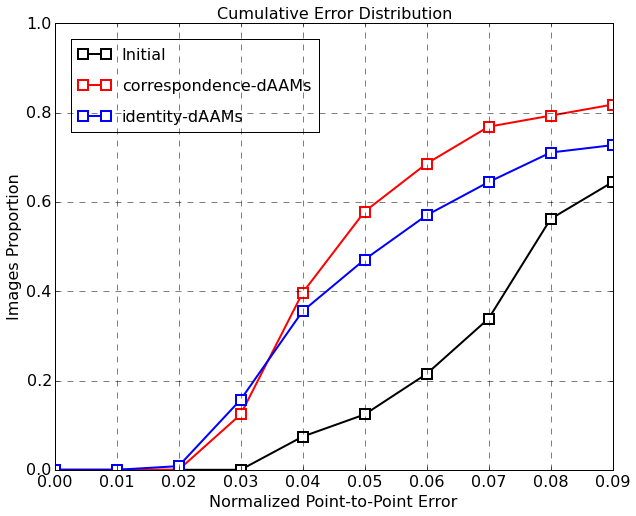 Cumulative Error Distribution
1.0
0.8
0.6
0.4
0.2
0.0
Images Proportion
Initial
correspondence-dAAMs
identity-dAAMs
0.00 0.01 0.02 0.03 0.04 0.05 0.06 0.07 0.08 0.09
Normalized Point-to-Point Error